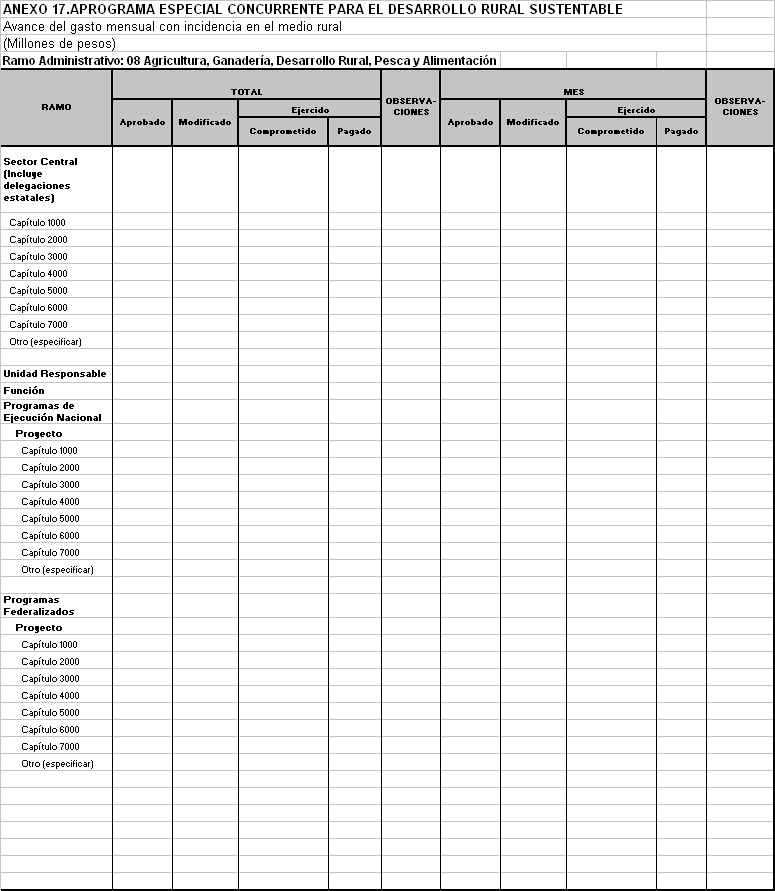 ANEXO 17.APROGRAMA ESPECIAL CONCURRENTE PARA EL DESARROLLO RURAL SUSTENTABLE
Avance del gasto mensual con incidencia en el medio rural
(Millones de pesos)
Ramo Administrativo: 08 Agricultura, Ganadería, Desarrollo Rural, Pesca y Alimentación
RAMO
TOTAL
OBSERVA-
CIONES
MES
OBSERVA-
CIONES
Aprobado
Modificado
Ejercido
Comprometido
Pagado
Aprobado
Modificado
Ejercido
Comprometido
Pagado
Sector Central
(Incluye
delegaciones
estatales)
Capítulo 1000
Capítulo 2000
Capítulo 3000
Capítulo 4000
Capítulo 5000
Capítulo 6000
Capítulo 7000
Otro (especificar)
Unidad Responsable
Función
Programas de
Ejecución Nacional
Proyecto
Capítulo 1000
Capítulo 2000
Capítulo 3000
Capítulo 4000
Capítulo 5000
Capítulo 6000
Capítulo 7000
Otro (especificar)
Programas
Federalizados
Proyecto
Capítulo 1000
Capítulo 2000
Capítulo 3000
Capítulo 4000
Capítulo 5000
Capítulo 6000
Capítulo 7000
Otro (especificar)